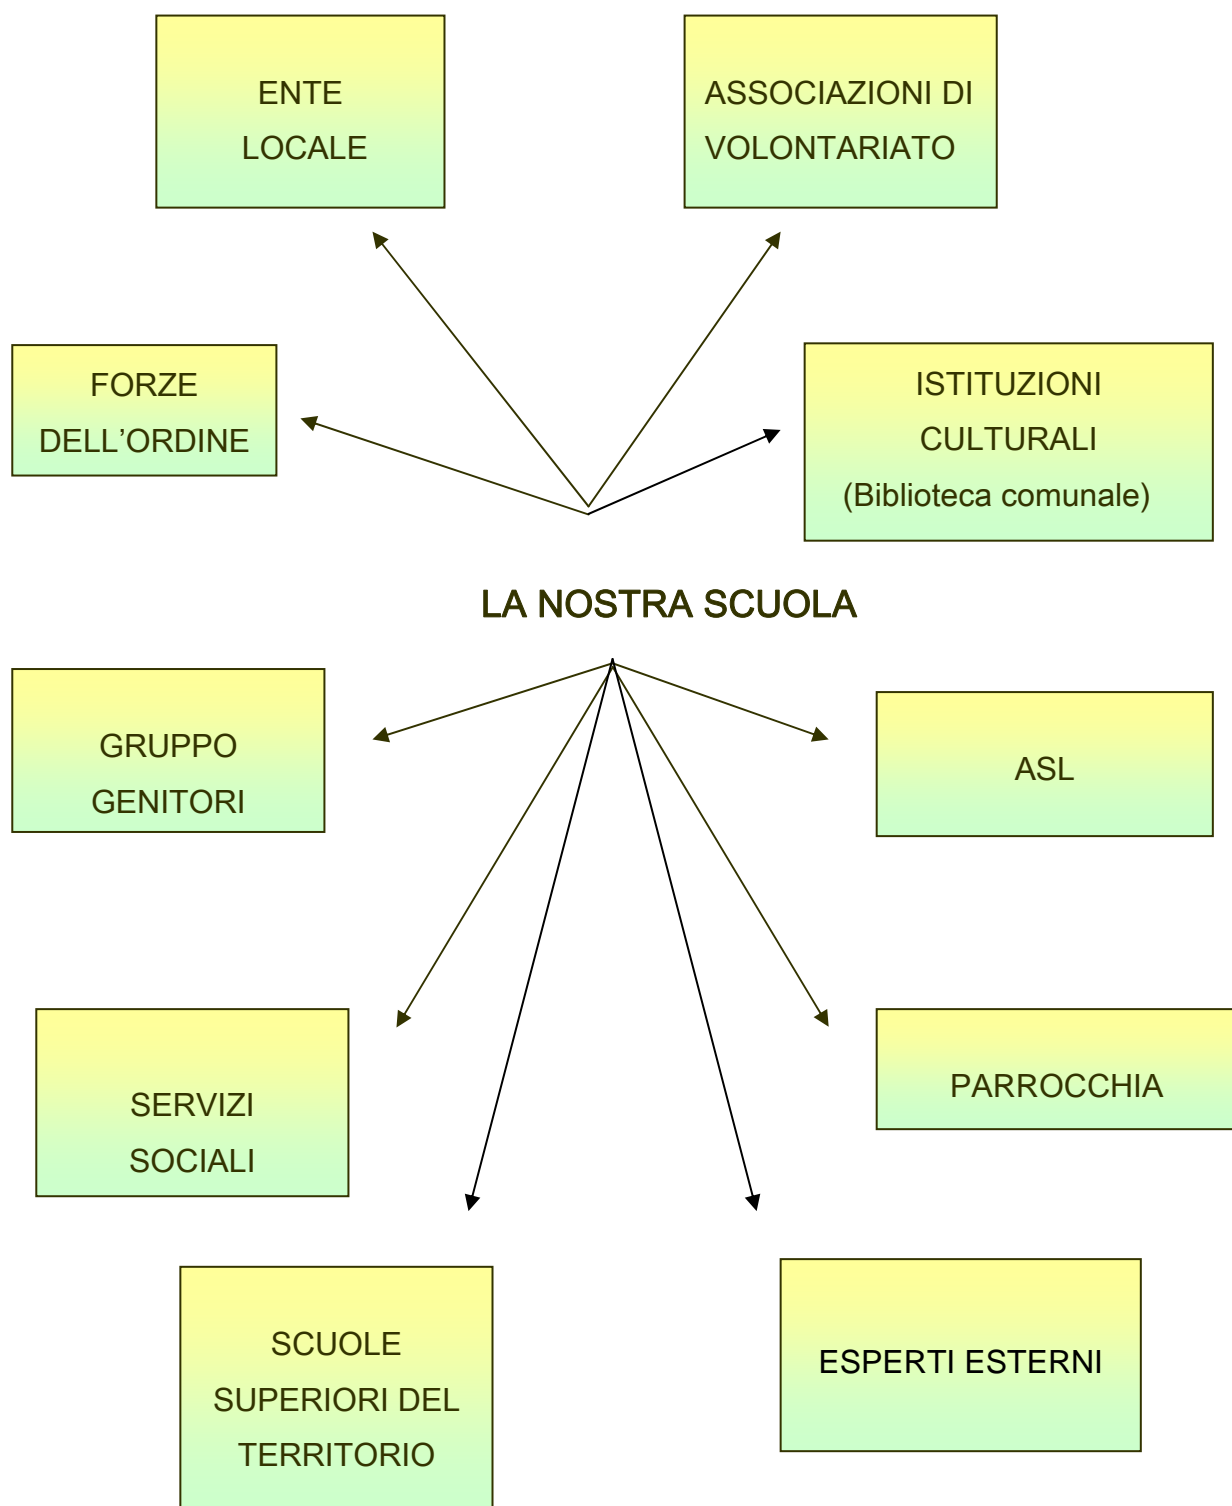 ENTE
LOCALE
ASSOCIAZIONI DI
VOLONTARIATO
FORZE
DELL’ORDINE
ISTITUZIONI
CULTURALI
(Biblioteca comunale)
LA NOSTRA SCUOLA
GRUPPO
GENITORI
ASL
SERVIZI
SOCIALI
PARROCCHIA
SCUOLE
SUPERIORI DEL
TERRITORIO
ESPERTI ESTERNI